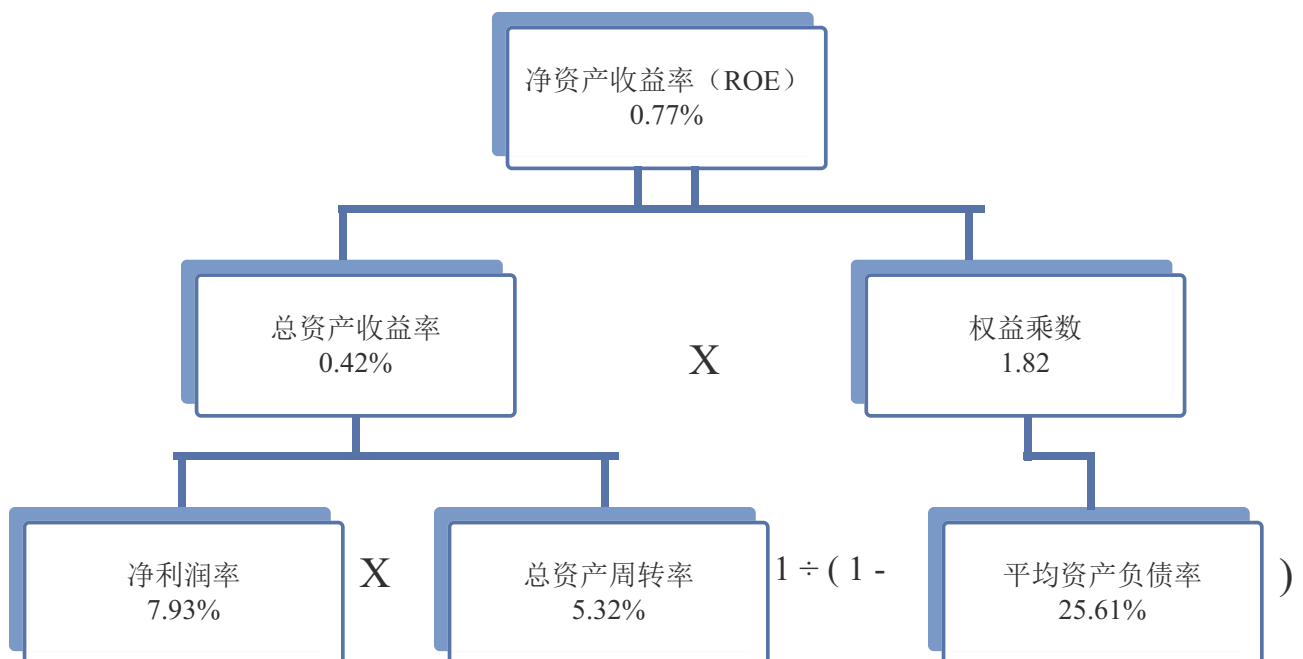 净资产收益率（ROE）
0.77%
总资产收益率
0.42%
X
权益乘数
1.82
净利润率
7.93%
X
总资产周转率
5.32%
1 ÷ ( 1 -
平均资产负债率
25.61%
)